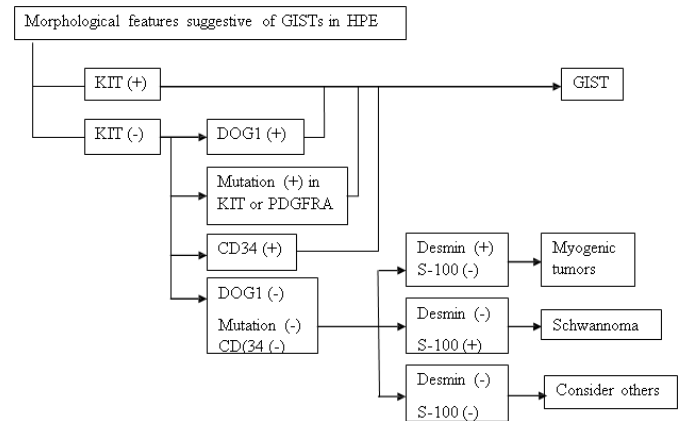 Morphological features suggestive of GISTs in HPE
KIT (+)
GIST
KIT (-)
DOG1 (+)
Mutation (+) in
KIT or PDGFRA
CD34 (+)
DOG1 (-)
Mutation (-)
CD(34 (-)
Desmin (+)
S-100 (-)
Myogenic
tumors
Desmin (-)
S-100 (+)
Schwannoma
Desmin (-)
S-100 (-)
Consider others